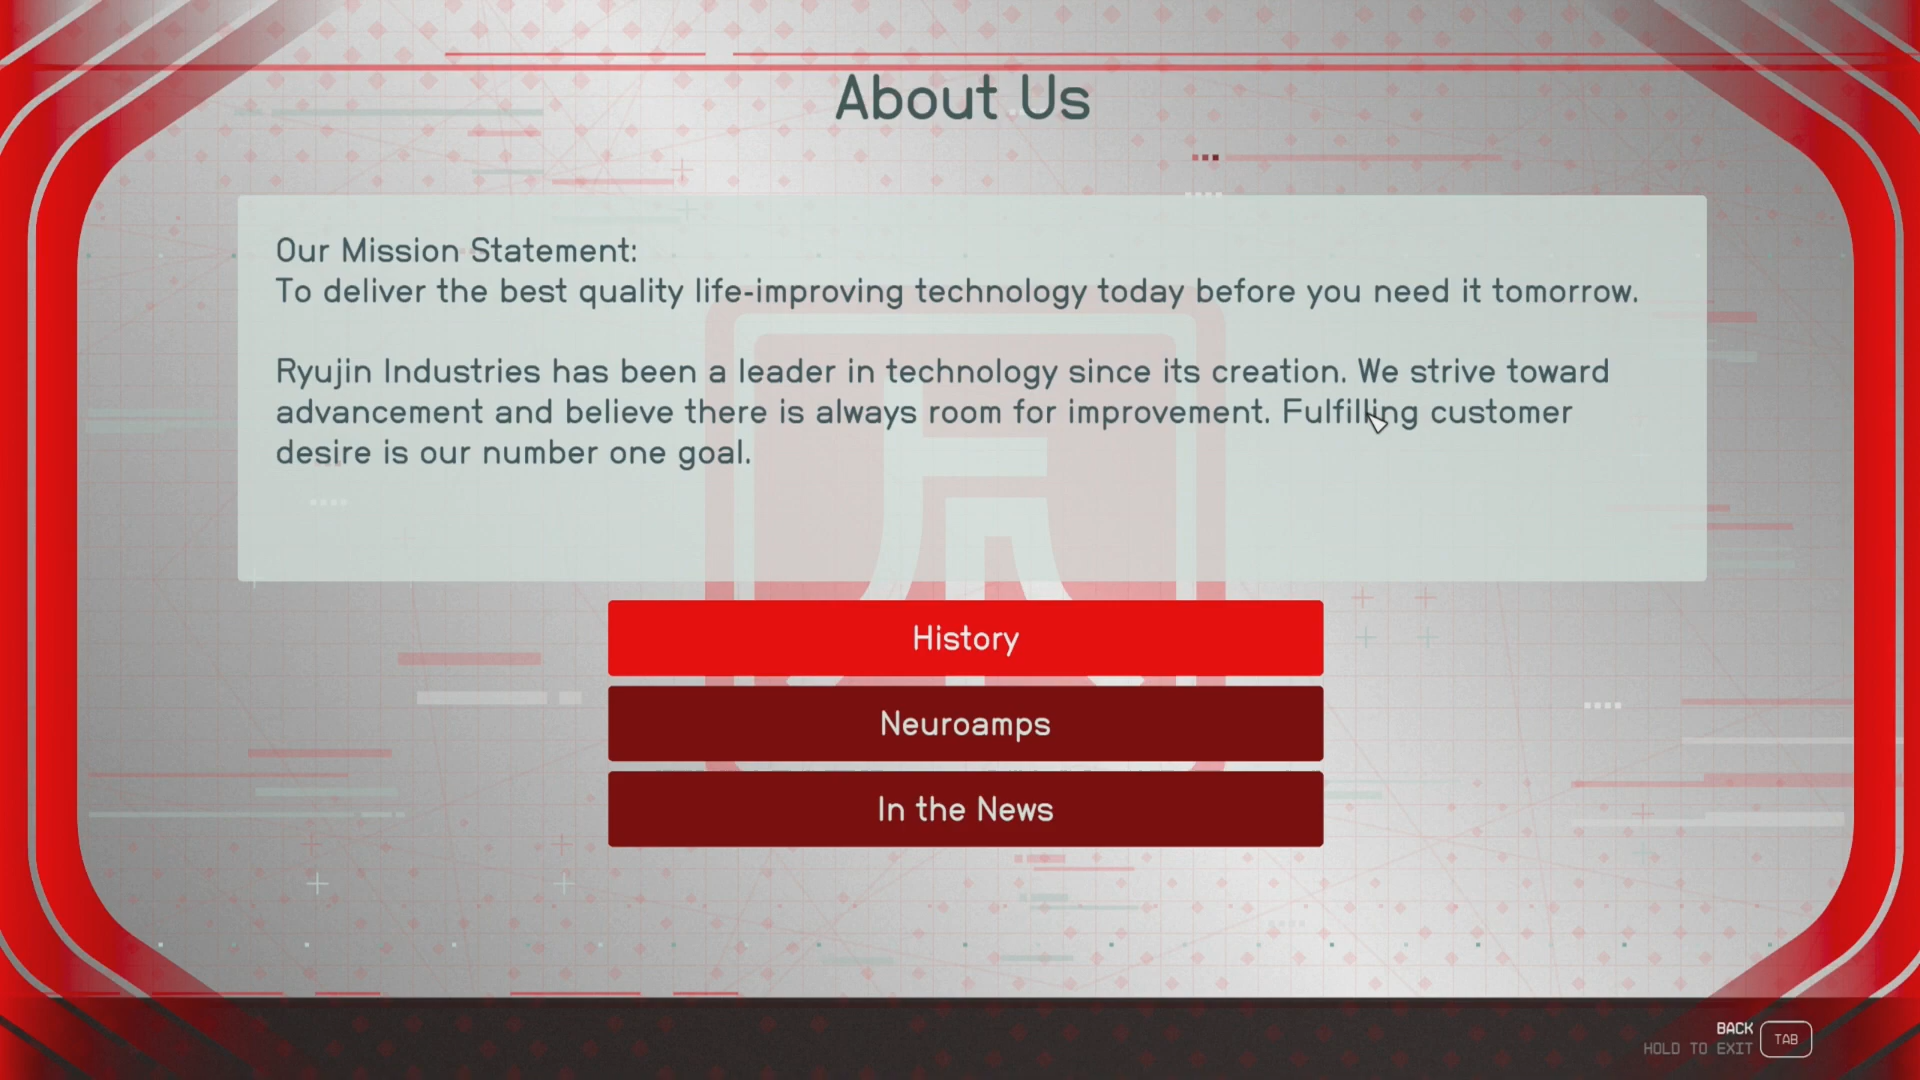 About Us
Our Mission Statement:
To deliver the best quality life-improving technology today before you need it tomorrow.
Ryujin Industries has been a leader in technology since its creation. We strive toward
advancement and believe there is always room for improvement. Fulfilling customer
desire is our number one goal.
History
Neuroamps
In the News
BACK
HOLD TO EXIT
TAB